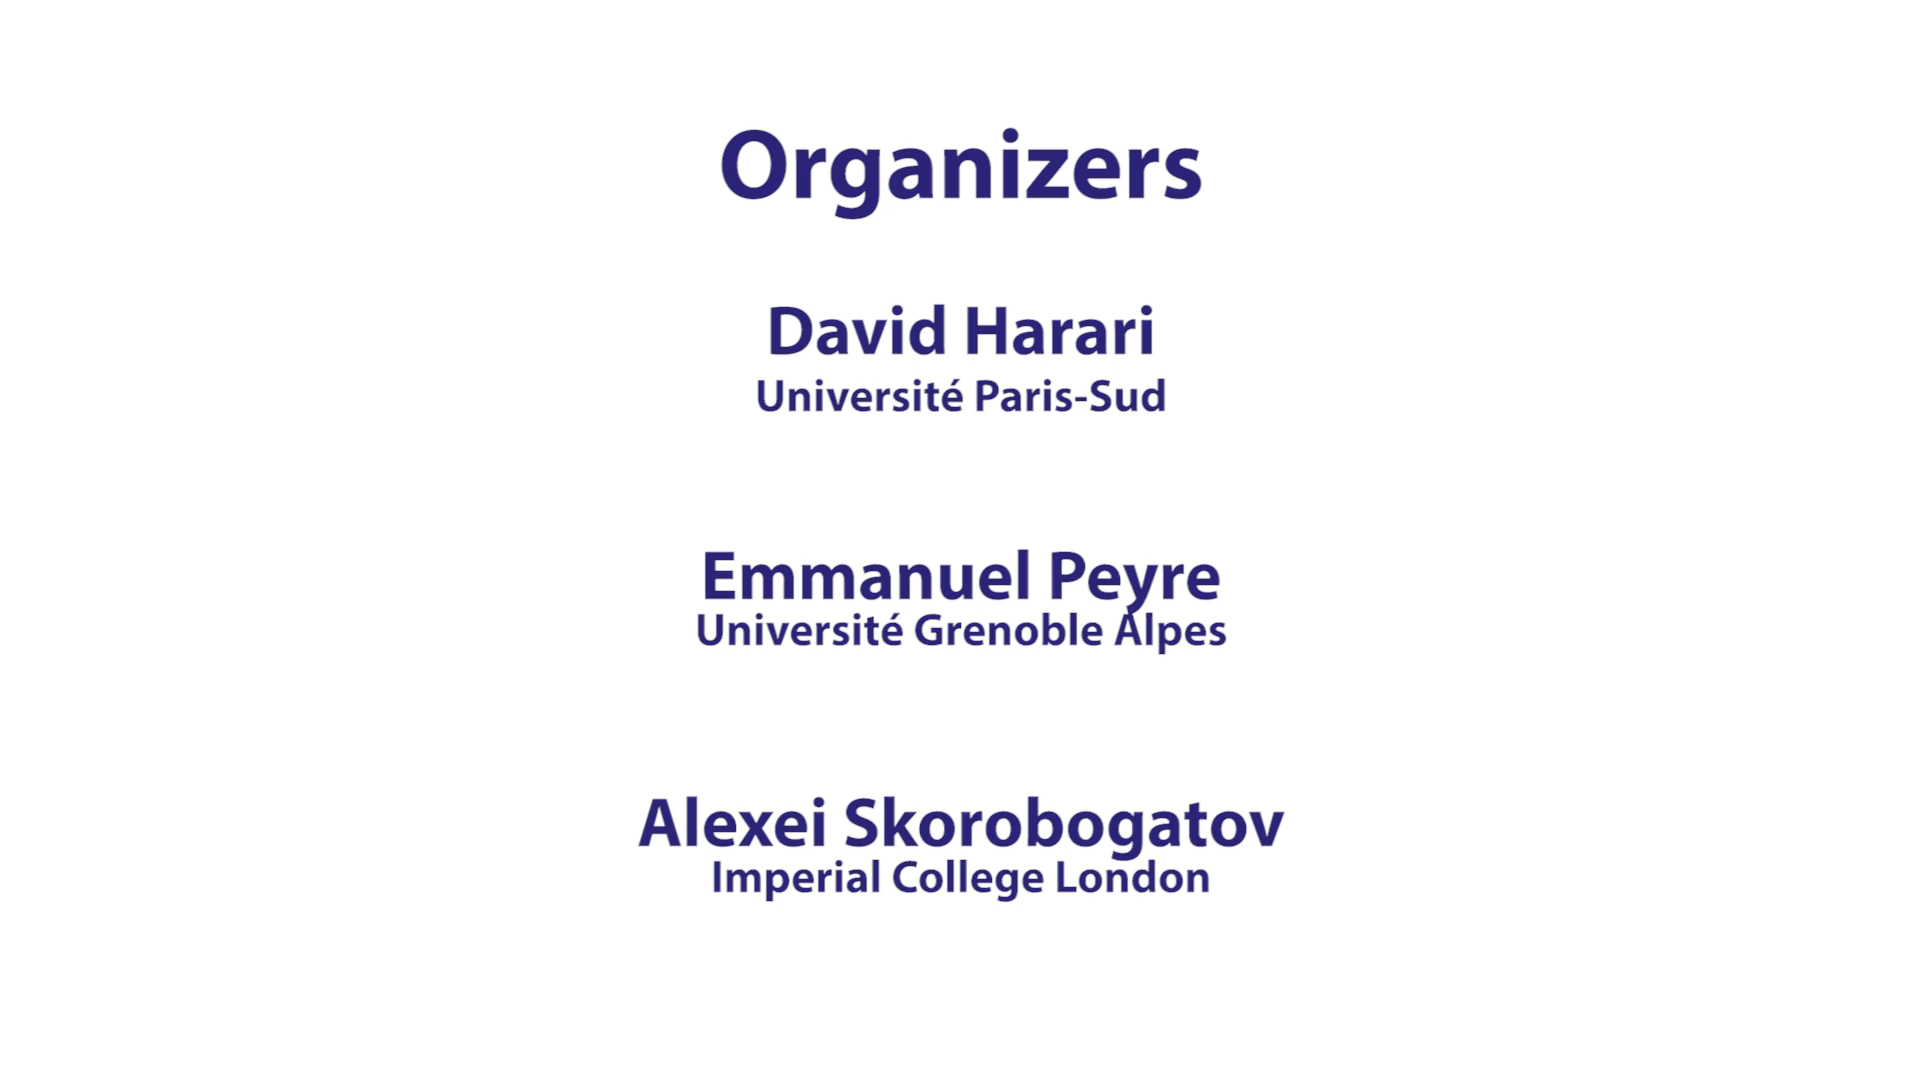 Organizers
David Harari
Université Paris-Sud
Emmanuel Peyre
Université Grenoble Alpes
Alexei Skorobogatov
Imperial College London